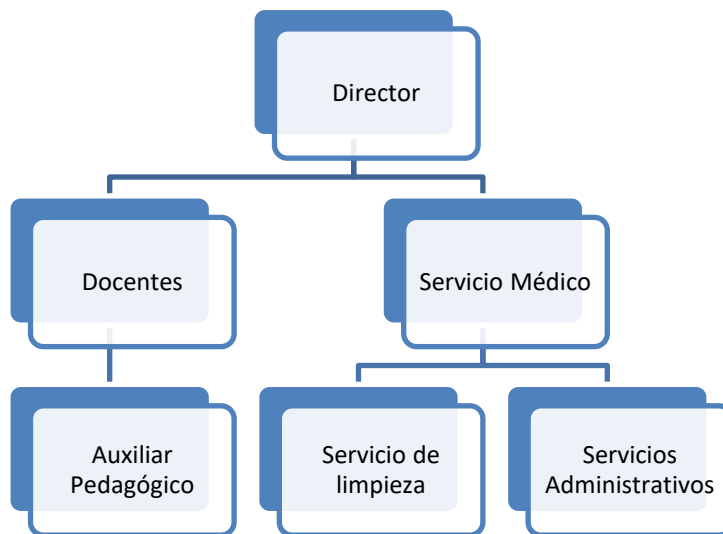 Director
Docentes
Servicio Médico
Auxiliar
Pedagógico
Servicio de
limpieza
Servicios
Administrativos